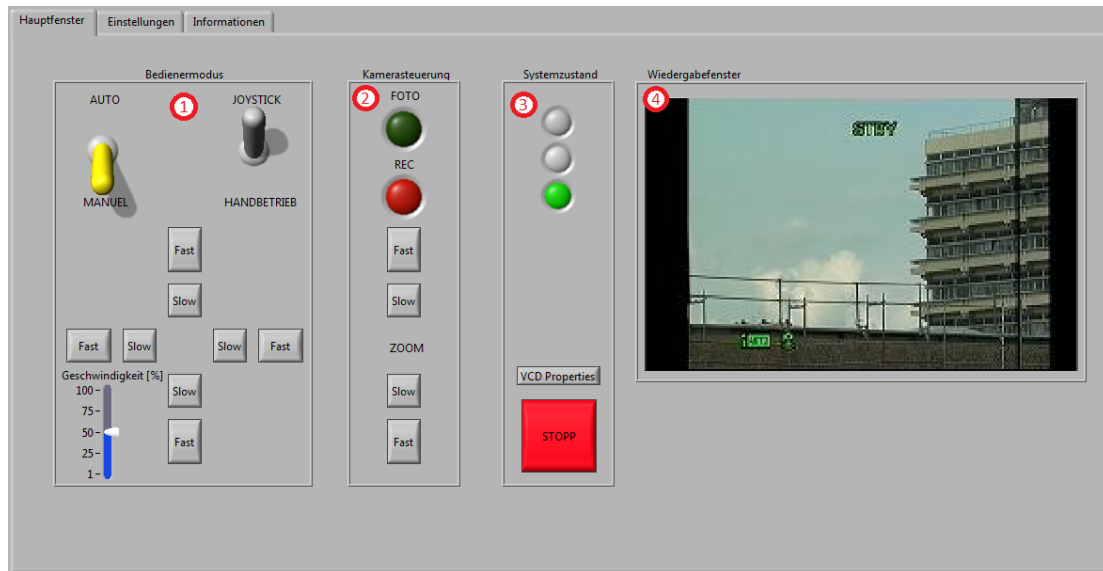 Hauptfenster Einstellungen Informationen
Bedienermodus
1
AUTO
JOYSTICK
MANUEL
HANDBETRIEB
Fast
Slow
Fast Slow Slow Fast
Geschwindigkeit [%]
100
75
50
25
1
Slow
Fast
Kamerasteuerung
2
FOTO
REC
Fast
Slow
ZOOM
Slow
Fast
Systemzustand
3
VCD Properties
STOPP
Wiedergabefenster
4
STBY